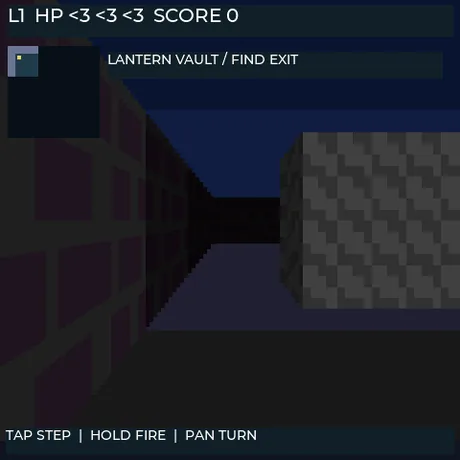 L1 HP <3 <3 <3 SCORE 0
LANTERN VAULT / FIND EXIT
TAP STEP | HOLD FIRE | PAN TURN